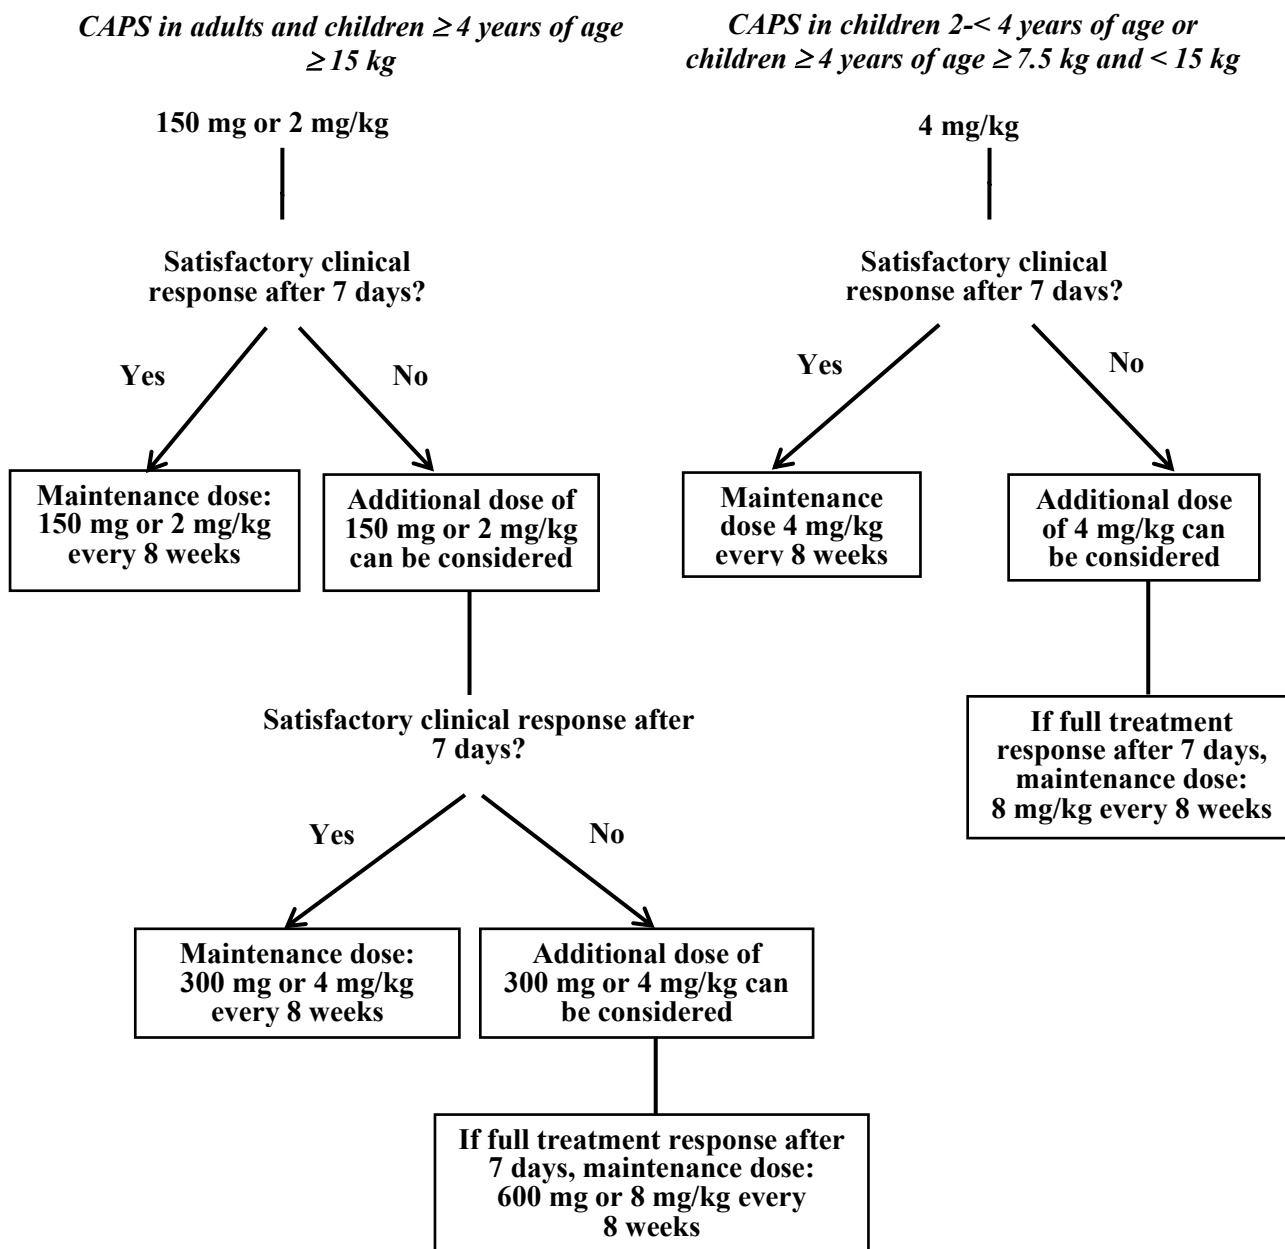 CAPS in adults and children ≥ 4 years of age
≥ 15 kg
150 mg or 2 mg/kg
Satisfactory clinical
response after 7 days?
Yes
No
Maintenance dose:
150 mg or 2 mg/kg
every 8 weeks
Additional dose of
150 mg or 2 mg/kg
can be considered
Satisfactory clinical response after
7 days?
Yes
No
Maintenance dose:
300 mg or 4 mg/kg
every 8 weeks
Additional dose of
300 mg or 4 mg/kg can
be considered
If full treatment response after
7 days, maintenance dose:
600 mg or 8 mg/kg every
8 weeks
CAPS in children 2-< 4 years of age or
children ≥ 4 years of age ≥ 7.5 kg and < 15 kg
4 mg/kg
Satisfactory clinical
response after 7 days?
Yes
No
Maintenance
dose 4 mg/kg
every 8 weeks
Additional dose
of 4 mg/kg can
be considered
If full treatment
response after 7 days,
maintenance dose:
8 mg/kg every 8 weeks